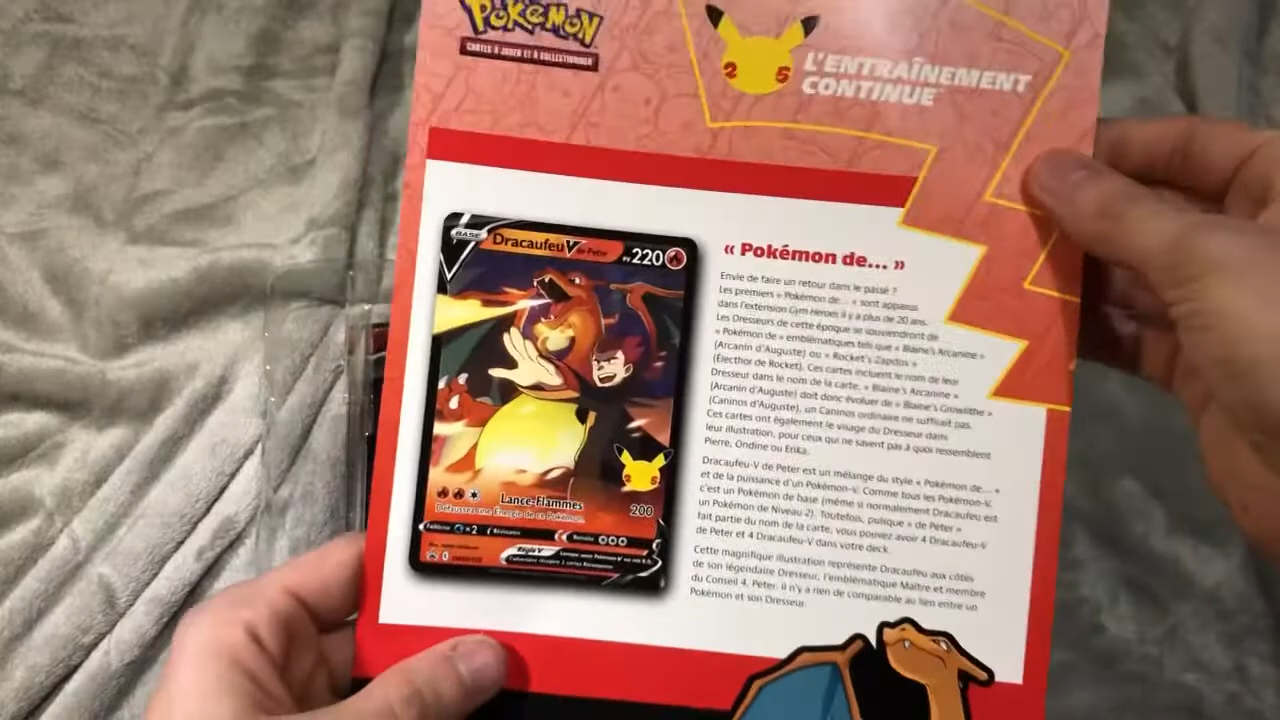 Pokémon
CARTES À JOUER ET À COLLECTIONNER
25
L'ENTRAÎNEMENT
CONTINUE
BASE
Dracaufeu V de Peter
PV 220
25
Lance-Flammes 200
Défaussez une Énergie de ce Pokémon.
Faiblesse ×2 Résistance Retraite
Règle V
« Pokémon de... »
Envie de faire un retour dans le passé ?
Les premiers « Pokémon de... » sont apparus
dans l'extension Gym Heroes il y a plus de 20 ans.
Les Dresseurs de cette époque se souviendront de
« Pokémon de » emblématiques tels que « Blaine's Arcanine »
(Arcanin d'Auguste) ou « Rocket's Zapdos »
(Électhor de Rocket). Ces cartes incluent le nom de leur
Dresseur dans le nom de la carte, « Blaine's Arcanine »
(Arcanin d'Auguste) doit donc évoluer de « Blaine's Growlithe »
(Caninos d'Auguste), un Caninos ordinaire ne suffirait pas.
Ces cartes ont également le visage du Dresseur dans
leur illustration, pour ceux qui ne savent pas à quoi ressemblent
Pierre, Ondine ou Erika.
Dracaufeu-V de Peter est un mélange du style « Pokémon de... »
et de la puissance d'un Pokémon-V. Comme tous les Pokémon-V,
c'est un Pokémon de base (même si normalement Dracaufeu est
un Pokémon de Niveau 2). Toutefois, puisque « de Peter »
fait partie du nom de la carte, vous pouvez avoir 4 Dracaufeu-V
de Peter et 4 Dracaufeu-V dans votre deck.
Cette magnifique illustration représente Dracaufeu aux côtés
de son légendaire Dresseur, l'emblématique Maître et membre
du Conseil 4, Peter. Il n'y a rien de comparable au lien entre un
Pokémon et son Dresseur.